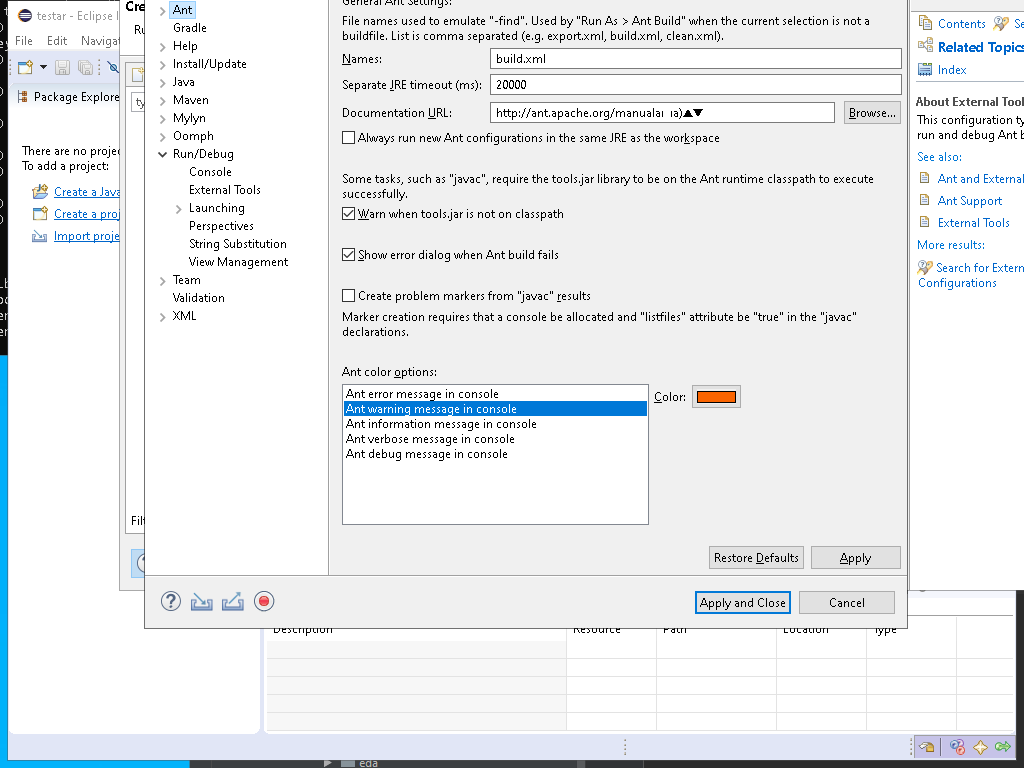 testar - Eclipse I
File Edit Navigat
Package Explore
There are no projec
To add a project:
Create a Java
Create a proj
Import proje
Cre
Ru
ty
Filt
Ant
Gradle
Help
Install/Update
Java
Maven
Mylyn
Oomph
Run/Debug
Console
External Tools
Launching
Perspectives
String Substitution
View Management
Team
Validation
XML
General Ant Settings:
File names used to emulate "-find". Used by "Run As > Ant Build" when the current selection is not a
buildfile. List is comma separated (e.g. export.xml, build.xml, clean.xml).
Names: build.xml
Separate JRE timeout (ms): 20000
Documentation URL: http://ant.apache.org/manualaı ıa)▲▼ Browse...
Always run new Ant configurations in the same JRE as the workspace
Some tasks, such as "javac", require the tools.jar library to be on the Ant runtime classpath to execute
successfully.
Warn when tools.jar is not on classpath
Show error dialog when Ant build fails
Create problem markers from "javac" results
Marker creation requires that a console be allocated and "listfiles" attribute be "true" in the "javac"
declarations.
Ant color options:
Ant error message in console
Ant warning message in console
Ant information message in console
Ant verbose message in console
Ant debug message in console
Color:
Restore Defaults Apply
Apply and Close Cancel
Contents Se
Related Topics
Index
About External Tool
This configuration ty
run and debug Ant b
See also:
Ant and External
Ant Support
External Tools
More results:
Search for Extern
Configurations
Description Resource Path Location Type
eda